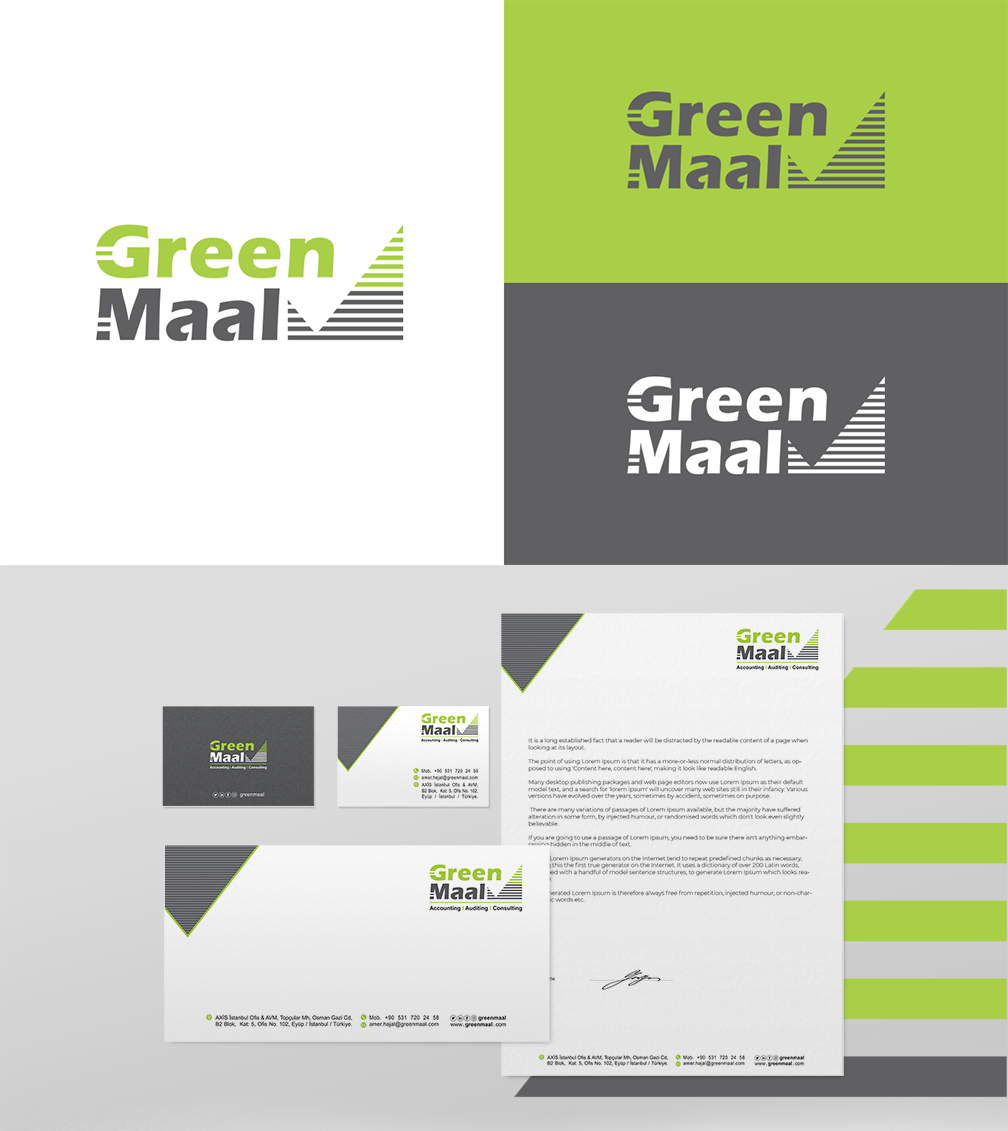 Green
Maal
Green
Maal
Green
Maal
Green
Maal
Accounting | Auditing | Consulting
greenmaal
Green
Maal
Accounting | Auditing | Consulting
Mob. +90 531 720 24 58
amer.hajal@greenmaal.com
AXİS İstanbul Ofis & AVM,
B2 Blok, Kat: 5, Ofis No. 102,
Eyüp / İstanbul / Türkiye.
Green
Maal
Accounting | Auditing | Consulting
It is a long established fact that a reader will be distracted by the readable content of a page when
looking at its layout.
The point of using Lorem Ipsum is that it has a more-or-less normal distribution of letters, as op-
posed to using 'Content here, content here', making it look like readable English.
Many desktop publishing packages and web page editors now use Lorem Ipsum as their default
model text, and a search for 'lorem ipsum' will uncover many web sites still in their infancy. Various
versions have evolved over the years, sometimes by accident, sometimes on purpose.
There are many variations of passages of Lorem Ipsum available, but the majority have suffered
alteration in some form, by injected humour, or randomised words which don't look even slightly
believable.
If you are going to use a passage of Lorem Ipsum, you need to be sure there isn't anything embar-
hidden in the middle of text.
Lorem Ipsum generators on the Internet tend to repeat predefined chunks as necessary,
this the first true generator on the Internet. It uses a dictionary of over 200 Latin words,
with a handful of model sentence structures, to generate Lorem Ipsum which looks rea-
Lorem Ipsum is therefore always free from repetition, injected humour, or non-char-
words etc.
AXİS İstanbul Ofis & AVM, Topçular Mh, Osman Gazi Cd,
B2 Blok, Kat: 5, Ofis No. 102, Eyüp / İstanbul / Türkiye.
Mob. +90 531 720 24 58
amer.hajal@greenmaal.com
greenmaal
www.greenmaal.com
Green
Maal
Accounting | Auditing | Consulting
AXİS İstanbul Ofis & AVM, Topçular Mh, Osman Gazi Cd,
B2 Blok, Kat: 5, Ofis No. 102, Eyüp / İstanbul / Türkiye.
Mob. +90 531 720 24 58
amer.hajal@greenmaal.com
greenmaal
www.greenmaal.com